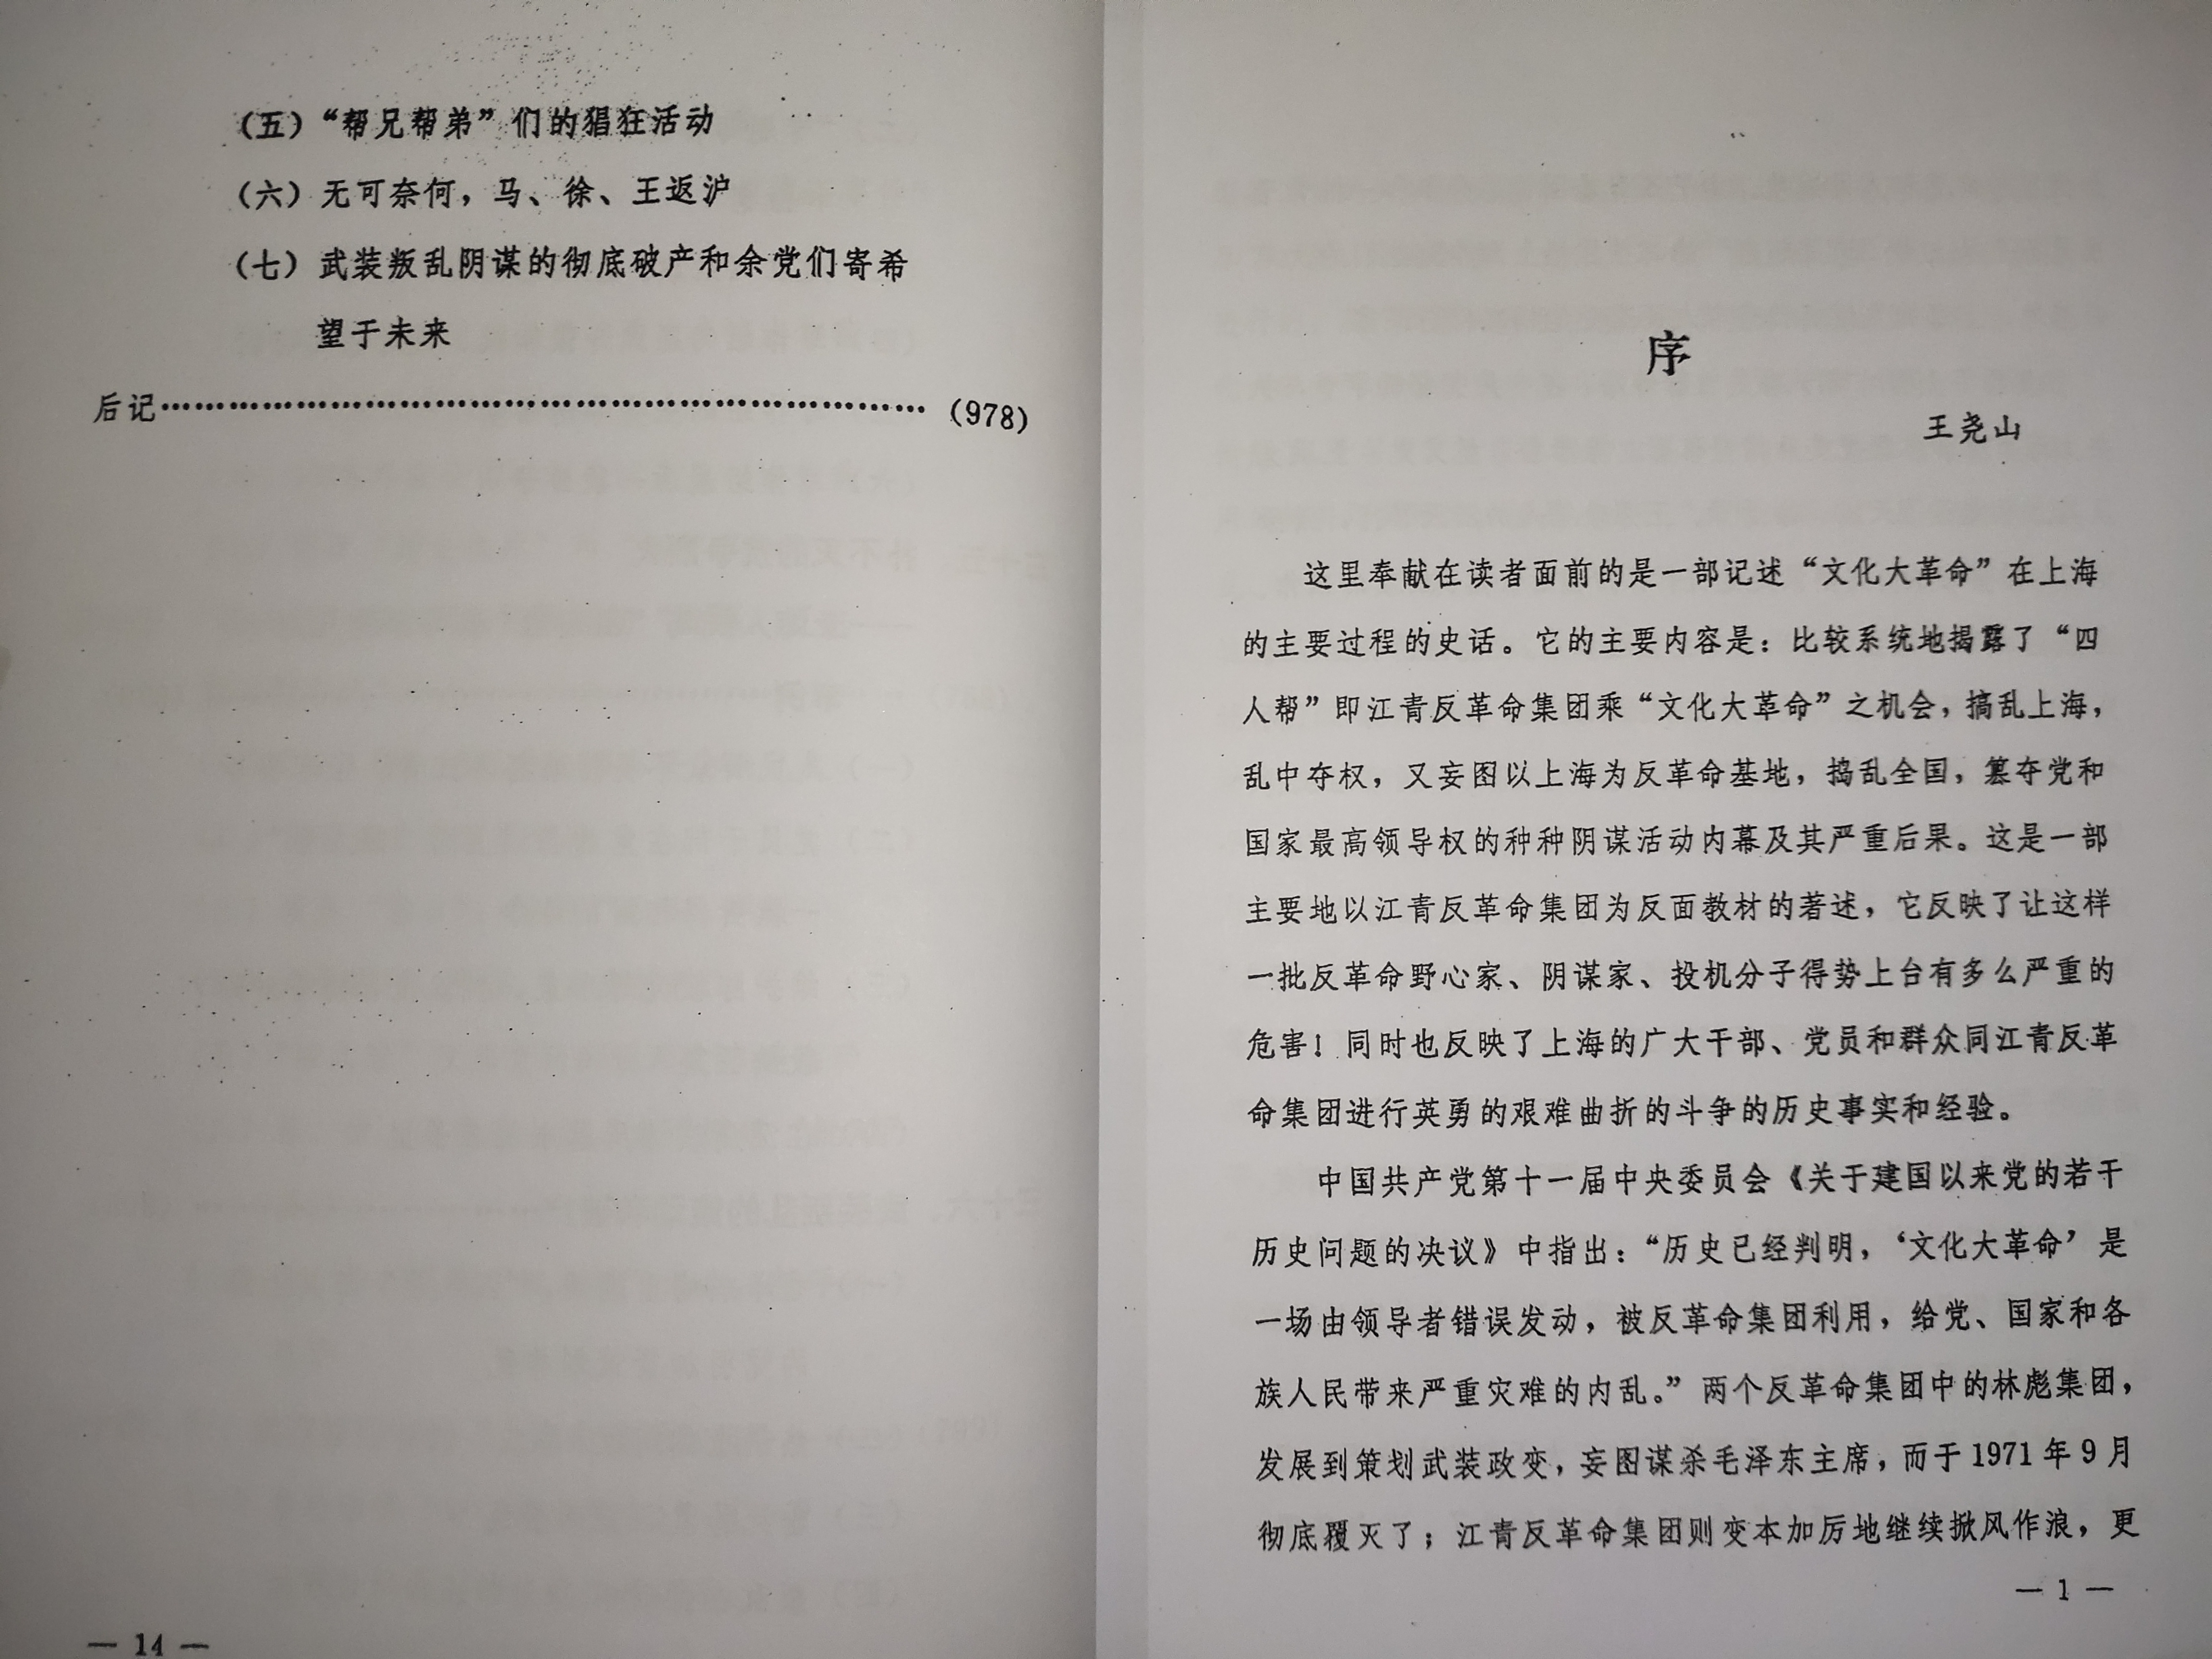 （五）“帮兄帮弟”们的猖狂活动
（六）无可奈何，马、徐、王返沪
（七）武装叛乱阴谋的彻底破产和余党们寄希
望于未来
后记…………………………………………………………（978）
— 14 —
序
王尧山
这里奉献在读者面前的是一部记述“文化大革命”在上海
的主要过程的史话。它的主要内容是：比较系统地揭露了“四
人帮”即江青反革命集团乘“文化大革命”之机会，搞乱上海，
乱中夺权，又妄图以上海为反革命基地，捣乱全国，篡夺党和
国家最高领导权的种种阴谋活动内幕及其严重后果。这是一部
主要地以江青反革命集团为反面教材的著述，它反映了让这样
一批反革命野心家、阴谋家、投机分子得势上台有多么严重的
危害！同时也反映了上海的广大干部、党员和群众同江青反革
命集团进行英勇的艰难曲折的斗争的历史事实和经验。
中国共产党第十一届中央委员会《关于建国以来党的若干
历史问题的决议》中指出：“历史已经判明，‘文化大革命’是
一场由领导者错误发动，被反革命集团利用，给党、国家和各
族人民带来严重灾难的内乱。”两个反革命集团中的林彪集团，
发展到策划武装政变，妄图谋杀毛泽东主席，而于1971年9月
彻底覆灭了；江青反革命集团则变本加厉地继续掀风作浪，更
— 1 —